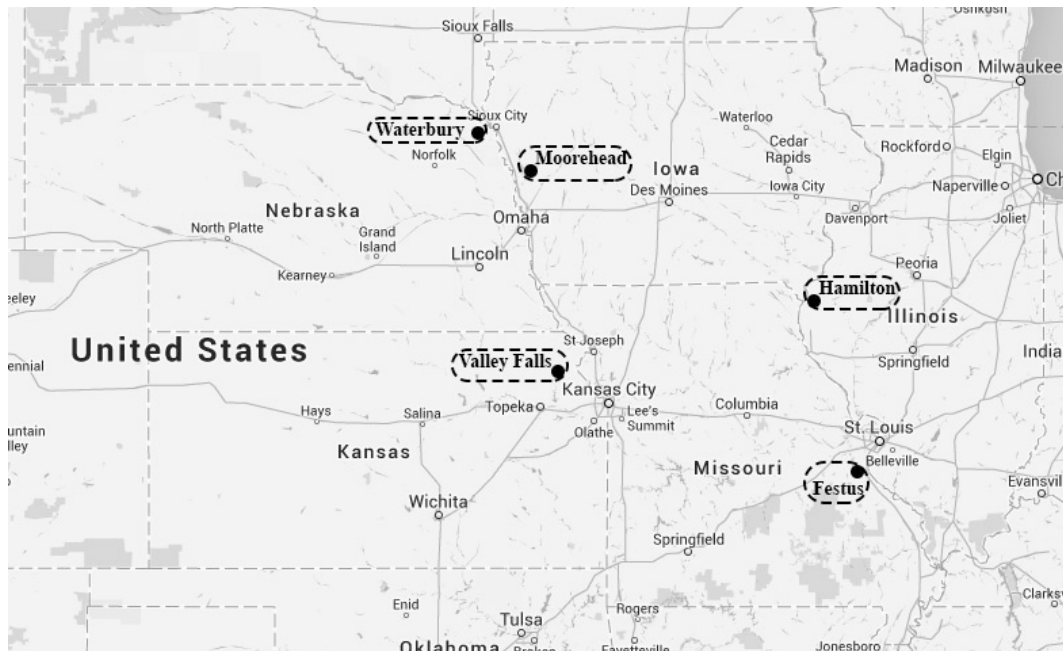 Oshkosh
Sioux Falls
Madison
Milwaukee
Waterbury
Sioux City
Norfolk
Moorehead
Waterloo
Cedar
Rapids
Iowa
Des Moines
Iowa City
Davenport
Rockford
Elgin
Naperville
Joliet
Ch
Nebraska
North Platte
Grand
Island
Kearney
Omaha
Lincoln
Peoria
Hamilton
Illinois
Springfield
eeley
United States
ennial
Valley Falls
St Joseph
Kansas City
Topeka
Olathe
Lee's
Summit
Columbia
St. Louis
Belleville
India
Hays
Salina
Kansas
untain
lley
Missouri
Festus
Evansvil
Wichita
Springfield
Enid
Tulsa
Broken
Oklahoma
Rogers
Fayetteville
Jonesboro
Clarksv